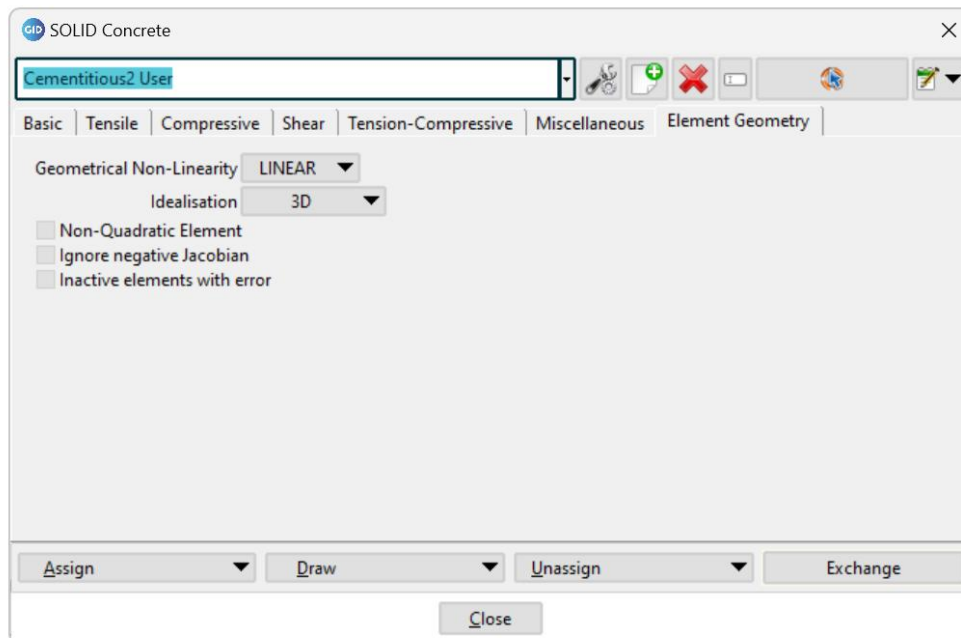 GiD SOLID Concrete
Cementitious2 User
Basic Tensile Compressive Shear Tension-Compressive Miscellaneous Element Geometry
Geometrical Non-Linearity LINEAR
Idealisation 3D
Non-Quadratic Element
Ignore negative Jacobian
Inactive elements with error
Assign Draw Unassign Exchange
Close